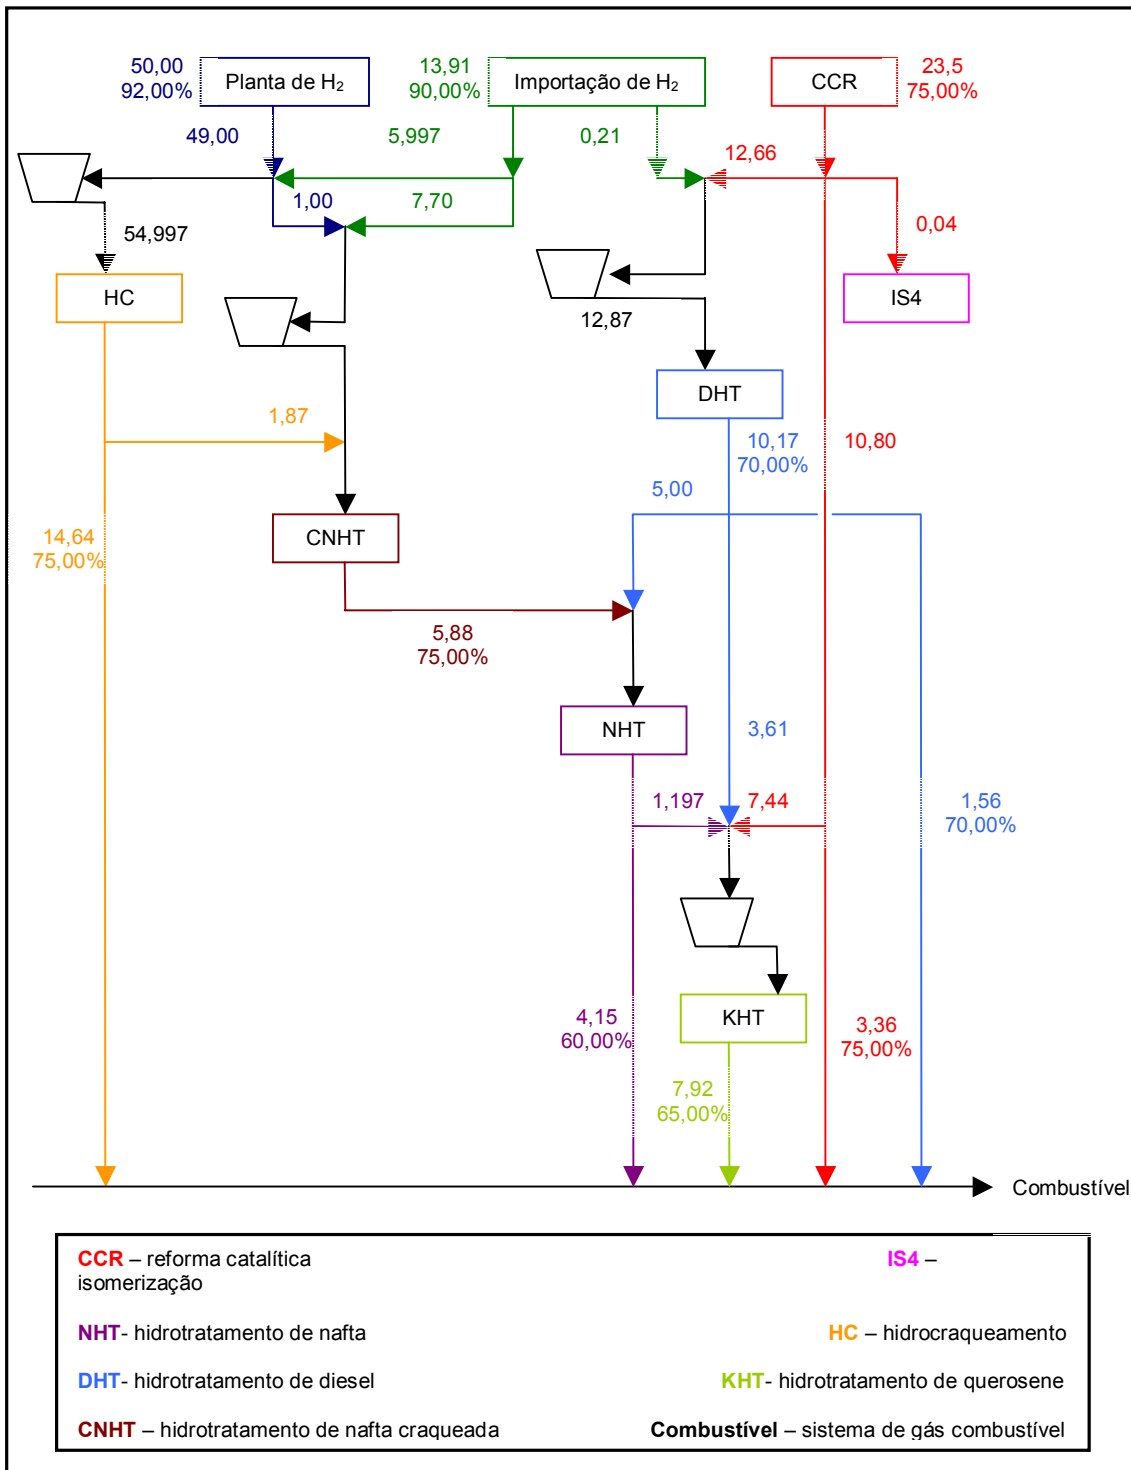 50,00
92,00%
Planta de H₂
13,91
90,00%
Importação de H₂
CCR
23,5
75,00%
49,00
5,997
0,21
12,66
1,00
7,70
0,04
54,997
HC
12,87
IS4
DHT
1,87
10,17
70,00%
10,80
5,00
14,64
75,00%
CNHT
5,88
75,00%
NHT
3,61
1,197
7,44
1,56
70,00%
4,15
60,00%
KHT
3,36
75,00%
7,92
65,00%
Combustível
CCR – reforma catalítica IS4 –
isomerização
NHT- hidrotratamento de nafta HC – hidrocraqueamento
DHT- hidrotratamento de diesel KHT- hidrotratamento de querosene
CNHT – hidrotratamento de nafta craqueada Combustível – sistema de gás combustível